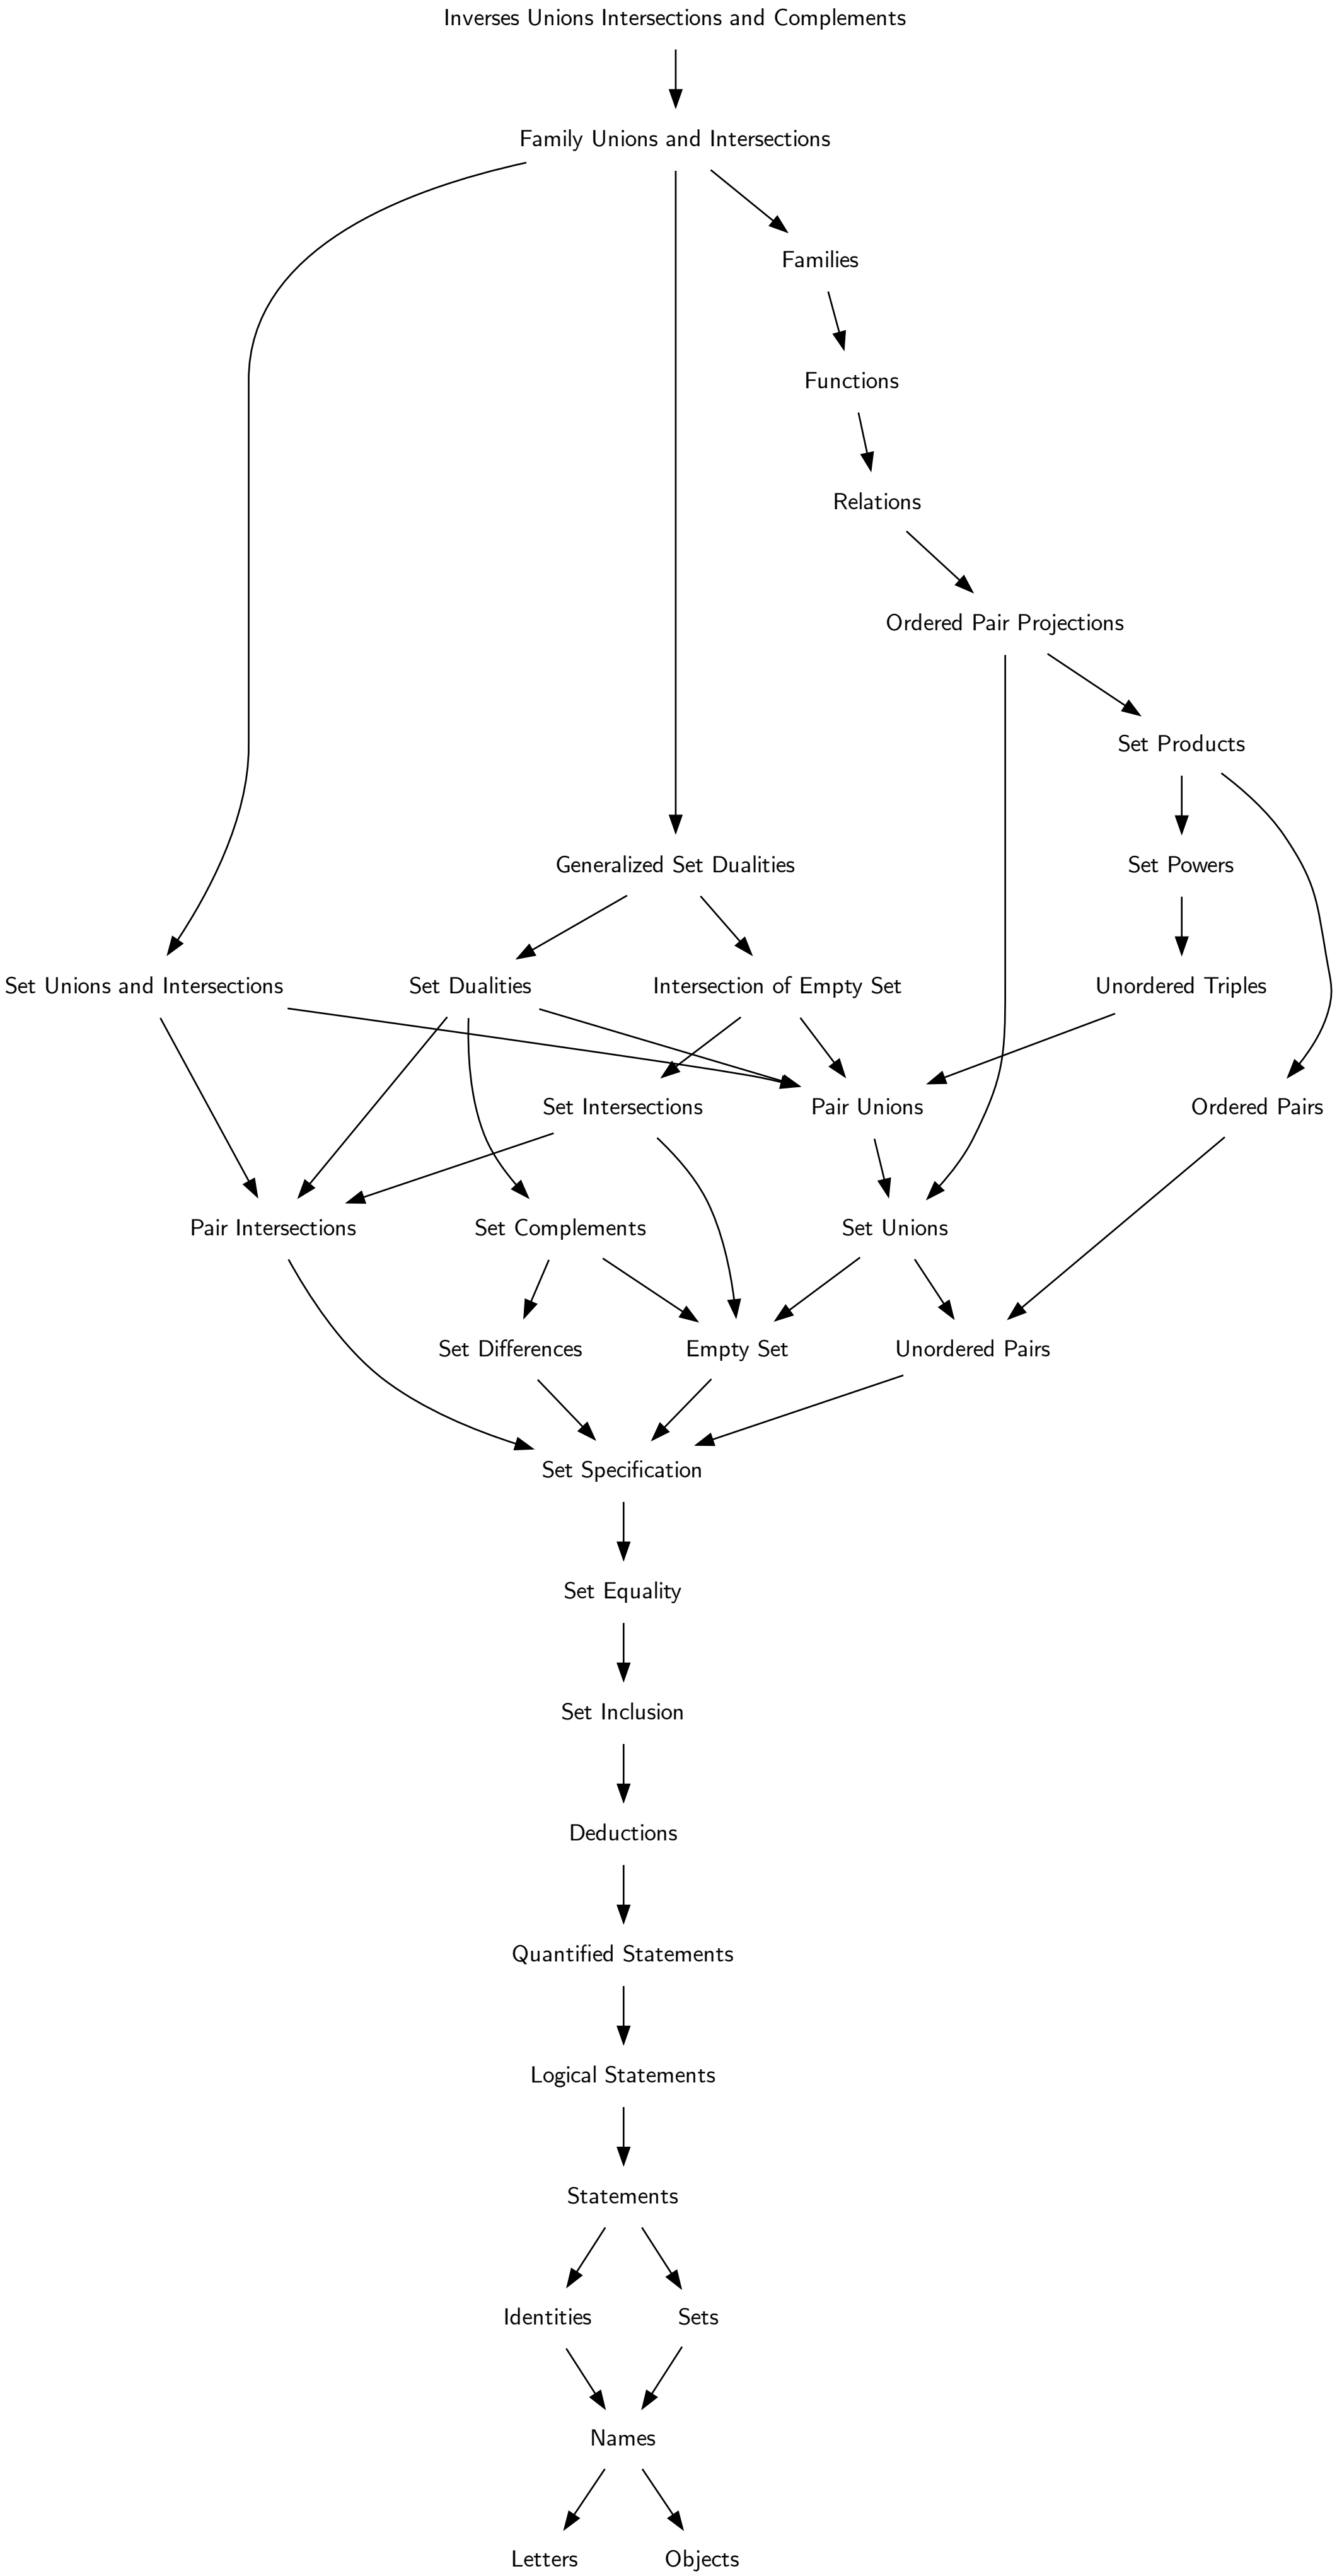 Inverses Unions Intersections and Complements
Family Unions and Intersections
Families
Functions
Relations
Ordered Pair Projections
Set Products
Generalized Set Dualities
Set Powers
Set Unions and Intersections
Set Dualities
Intersection of Empty Set
Unordered Triples
Set Intersections
Pair Unions
Ordered Pairs
Pair Intersections
Set Complements
Set Unions
Set Differences
Empty Set
Unordered Pairs
Set Specification
Set Equality
Set Inclusion
Deductions
Quantified Statements
Logical Statements
Statements
Identities
Sets
Names
Letters
Objects